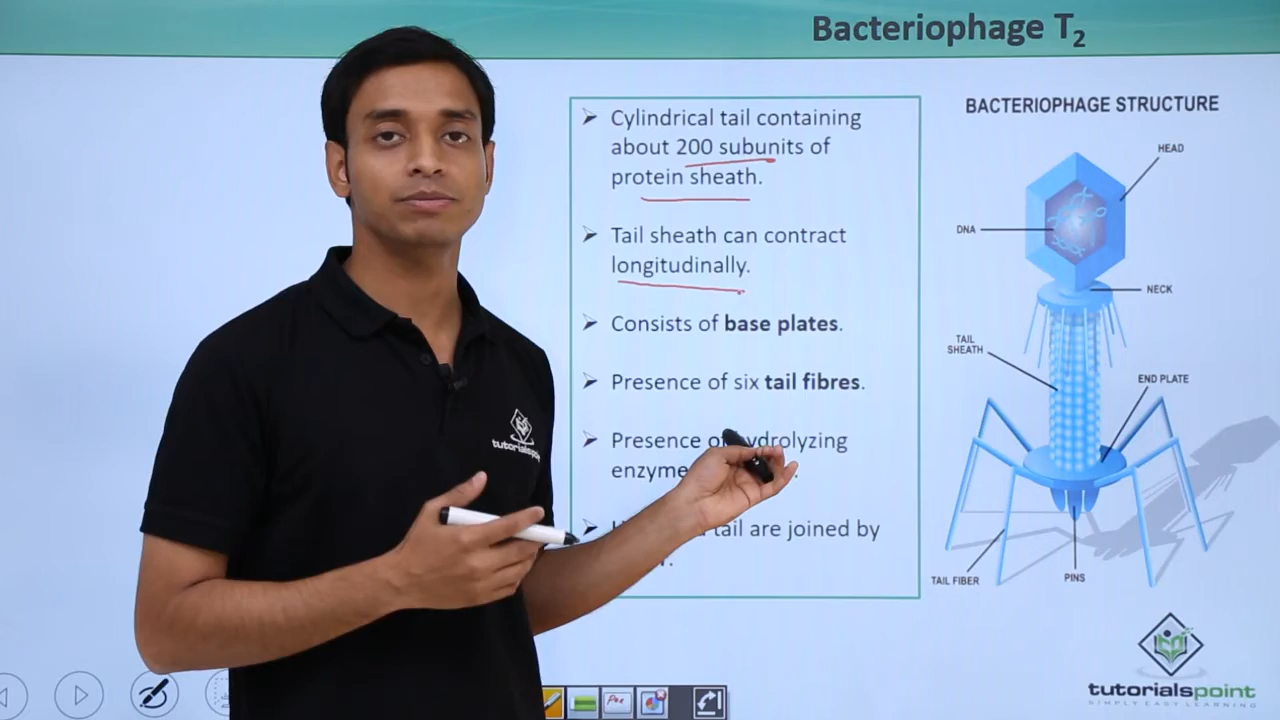 Bacteriophage T₂
Cylindrical tail containing
about 200 subunits of
protein sheath.
Tail sheath can contract
longitudinally.
Consists of base plates.
Presence of six tail fibres.
Presence of hydrolyzing
tail are joined by
BACTERIOPHAGE STRUCTURE
HEAD
DNA
NECK
TAIL
SHEATH
END PLATE
TAIL FIBER
PINS
tutorialspoint
tutorialspoint
SIMPLY EASY LEARNING